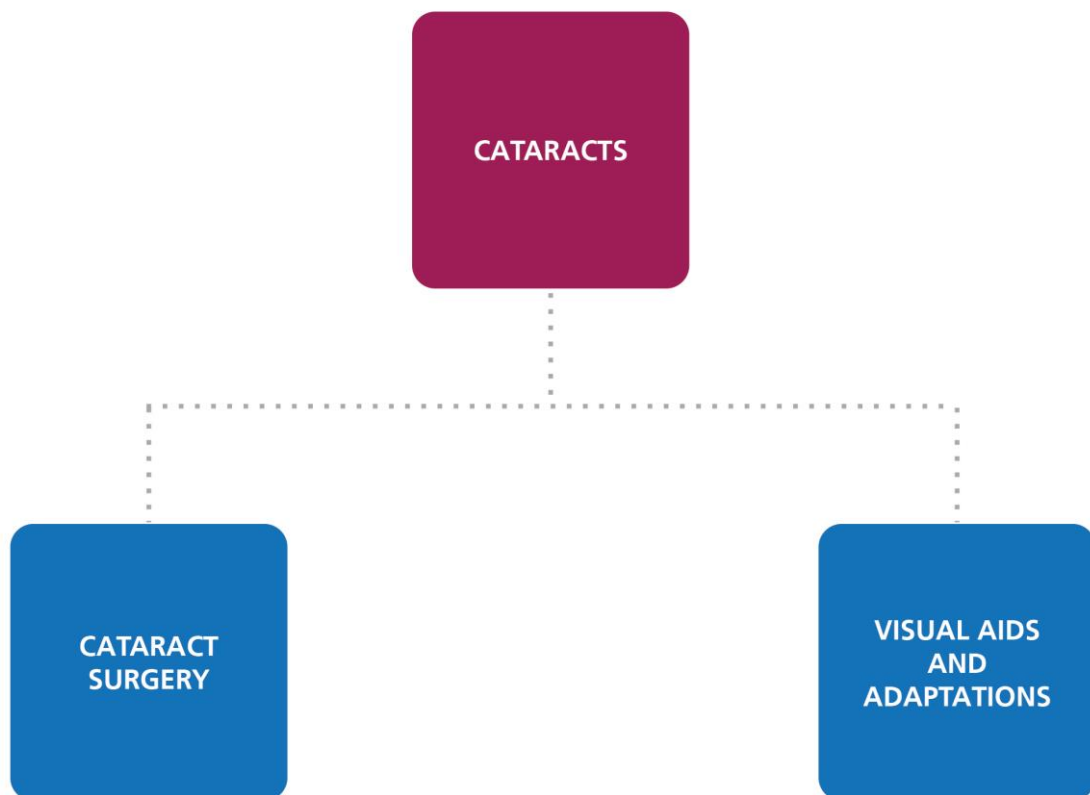 CATARACTS
CATARACT
SURGERY
VISUAL AIDS
AND
ADAPTATIONS